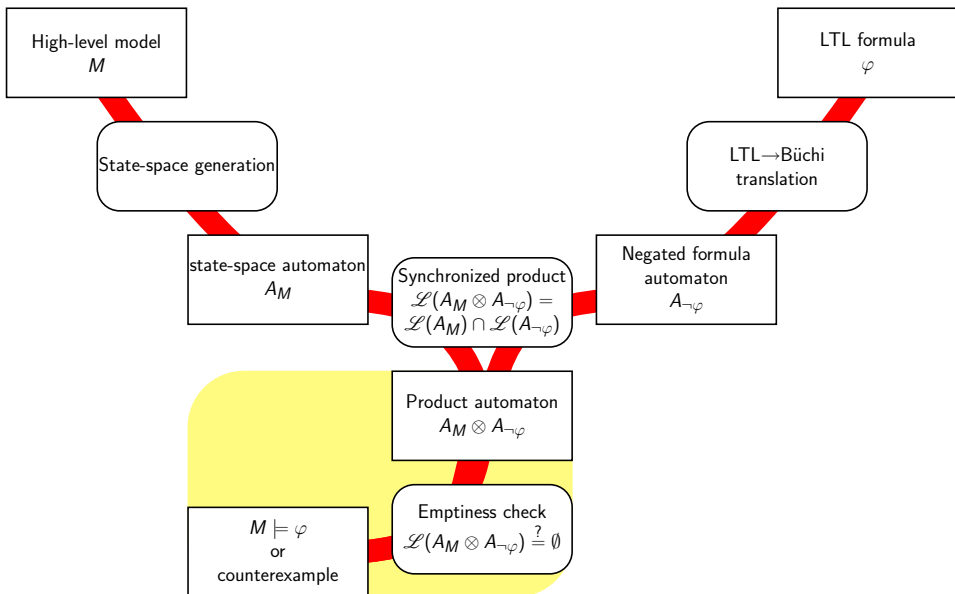 High-level model
M
LTL formula
φ
State-space generation
LTL→Büchi
translation
state-space automaton
A_M
Synchronized product
ℒ(A_M ⊗ A_¬φ) =
ℒ(A_M) ∩ ℒ(A_¬φ)
Negated formula
automaton
A_¬φ
Product automaton
A_M ⊗ A_¬φ
Emptiness check
ℒ(A_M ⊗ A_¬φ) ≟ ∅
M ⊨ φ
or
counterexample